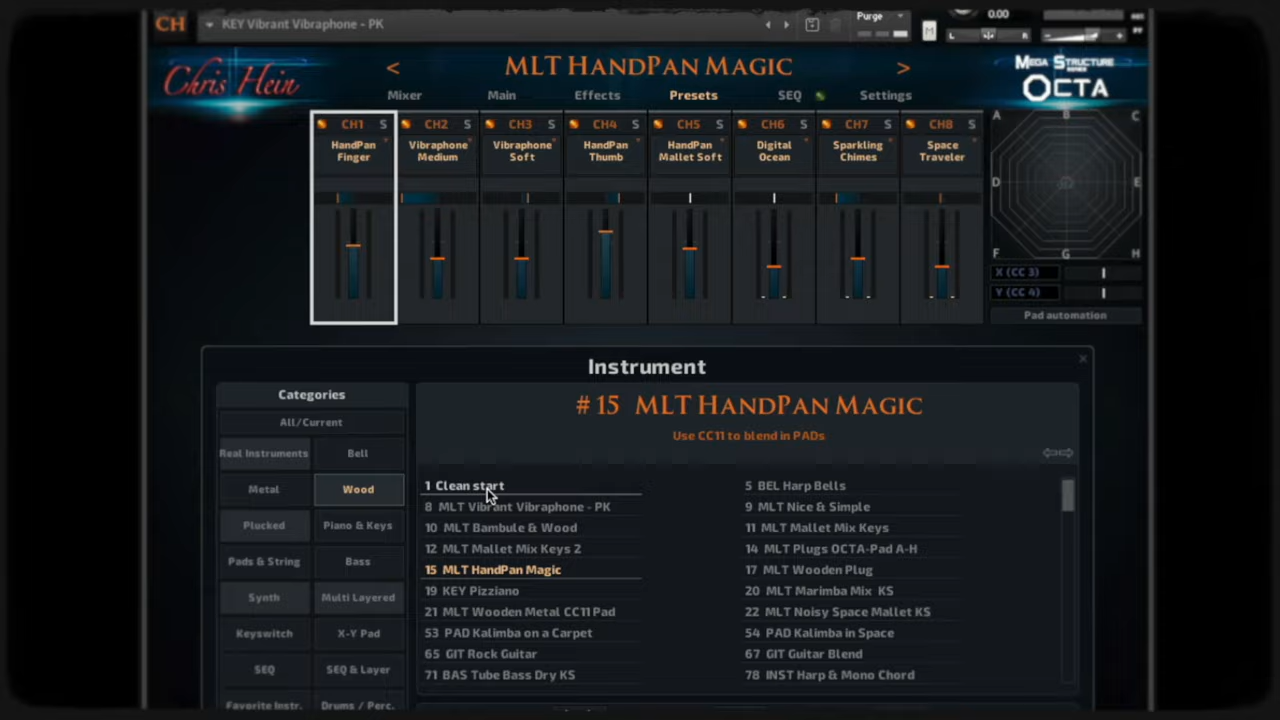 CH KEY Vibrant Vibraphone - PK Purge 0.00
M L R
Chris Hein < MLT HANDPAN MAGIC > MEGA STRUCTURE
OCTA
Mixer Main Effects Presets SEQ Settings
CH1 S CH2 S CH3 S CH4 S CH5 S CH6 S CH7 S CH8 S
HandPan Finger
Vibraphone Medium
Vibraphone Soft
HandPan Thumb
HandPan Mallet Soft
Digital Ocean
Sparkling Chimes
Space Traveler
A B C
D E
F G H
X (CC 3)
Y (CC 4)
Pad automation
Instrument
Categories
All/Current
Real Instruments Bell
Metal Wood
Plucked Piano & Keys
Pads & String Bass
Synth Multi Layered
Keyswitch X-Y Pad
SEQ SEQ & Layer
Favorite Instr. Drums / Perc.
# 15 MLT HANDPAN MAGIC
Use CC11 to blend in PADs
1 Clean start 5 BEL Harp Bells
8 MLT Vibrant Vibraphone - PK 9 MLT Nice & Simple
10 MLT Bambule & Wood 11 MLT Mallet Mix Keys
12 MLT Mallet Mix Keys 2 14 MLT Plugs OCTA-Pad A-H
15 MLT HandPan Magic 17 MLT Wooden Plug
19 KEY Pizziano 20 MLT Marimba Mix KS
21 MLT Wooden Metal CC11 Pad 22 MLT Noisy Space Mallet KS
53 PAD Kalimba on a Carpet 54 PAD Kalimba in Space
65 GIT Rock Guitar 67 GIT Guitar Blend
71 BAS Tube Bass Dry KS 78 INST Harp & Mono Chord